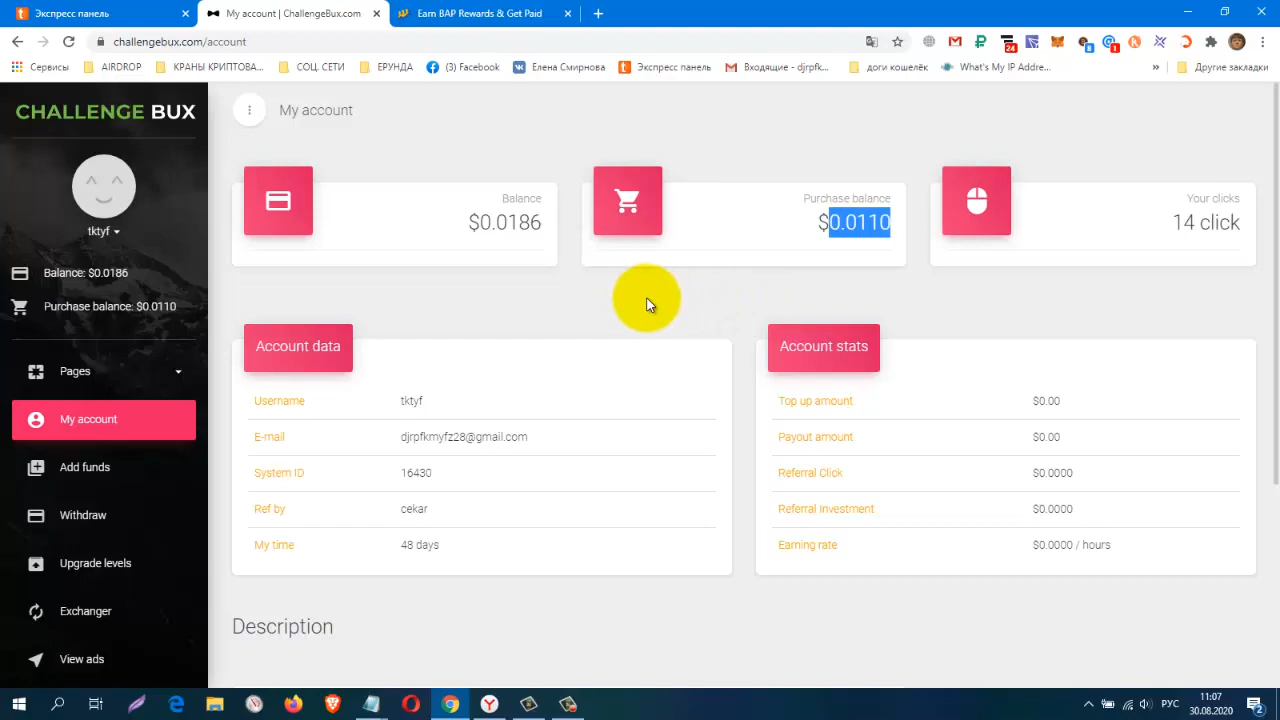 Экспресс панель
My account | ChallengeBux.com
Earn BAP Rewards & Get Paid
challengebux.com/account
24
8
1
Сервисы
AIRDROP
КРАНЫ КРИПТОВА...
СОЦ. СЕТИ
ЕРУНДА
(3) Facebook
Елена Смирнова
Экспресс панель
Входящие - djrpfk...
доги кошелёк
What's My IP Addre...
»
Другие закладки
CHALLENGE BUX
My account
tktyf
Balance: $0.0186
Purchase balance: $0.0110
Pages
My account
Add funds
Withdraw
Upgrade levels
Exchanger
View ads
Balance
$0.0186
Purchase balance
$0.0110
Your clicks
14 click
Account data
Username tktyf
E-mail djrpfkmyfz28@gmail.com
System ID 16430
Ref by cekar
My time 48 days
Account stats
Top up amount $0.00
Payout amount $0.00
Referral Click $0.0000
Referral Investment $0.0000
Earning rate $0.0000 / hours
Description
РУС
11:07
30.08.2020
2